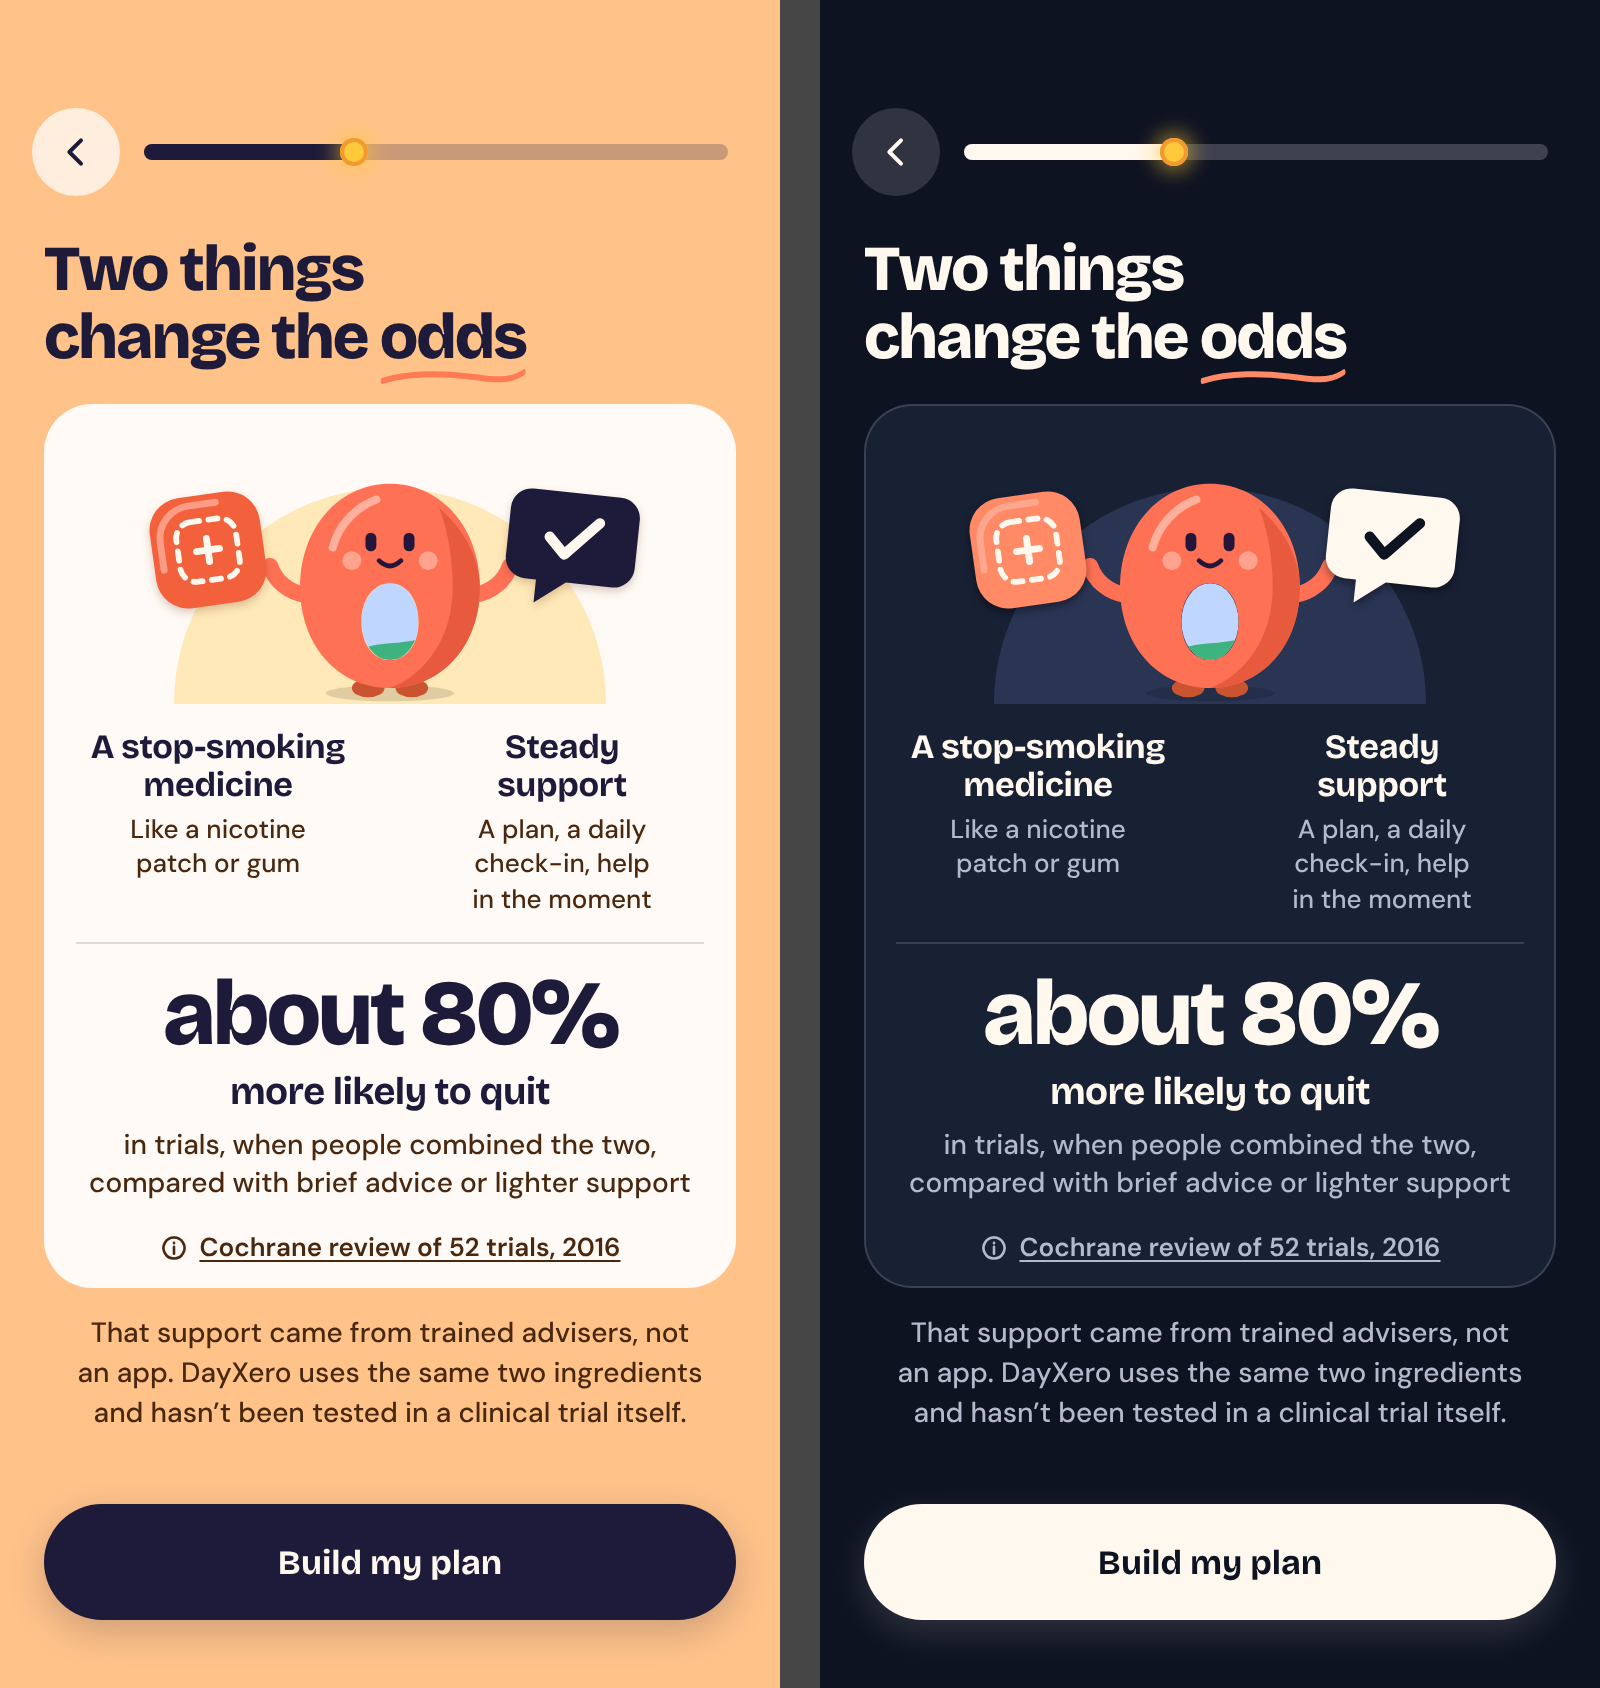 Two things
change the odds
A stop-smoking
medicine
Like a nicotine
patch or gum
Steady
support
A plan, a daily
check-in, help
in the moment
about 80%
more likely to quit
in trials, when people combined the two,
compared with brief advice or lighter support
Cochrane review of 52 trials, 2016
That support came from trained advisers, not
an app. DayXero uses the same two ingredients
and hasn’t been tested in a clinical trial itself.
Build my plan
Two things
change the odds
A stop-smoking
medicine
Like a nicotine
patch or gum
Steady
support
A plan, a daily
check-in, help
in the moment
about 80%
more likely to quit
in trials, when people combined the two,
compared with brief advice or lighter support
Cochrane review of 52 trials, 2016
That support came from trained advisers, not
an app. DayXero uses the same two ingredients
and hasn’t been tested in a clinical trial itself.
Build my plan